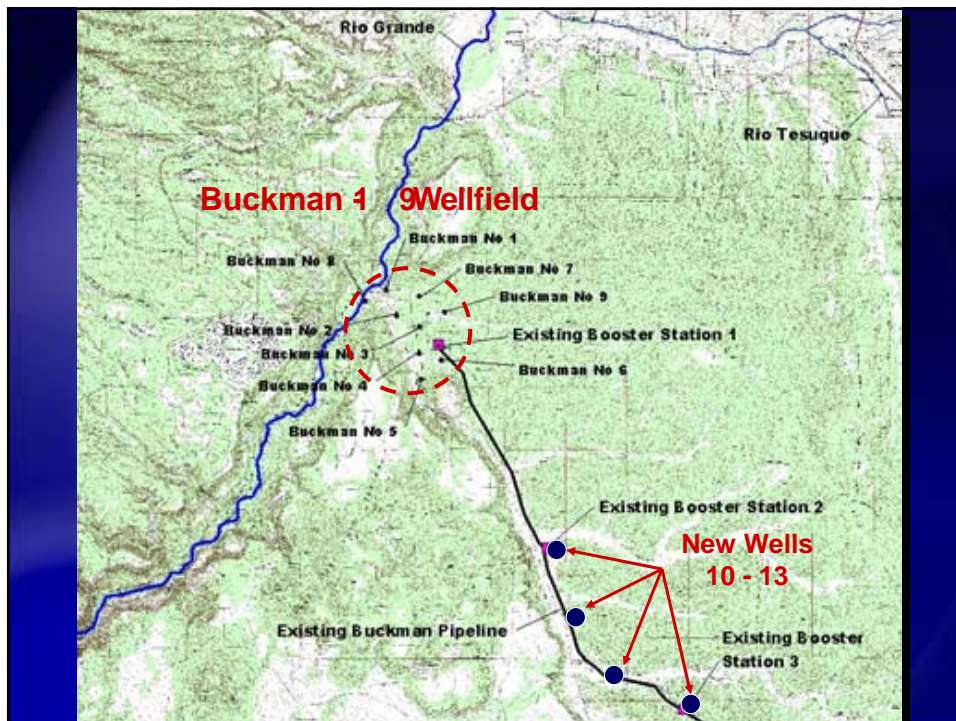 Rio Grande
Rio Tesuque
Buckman 1 - 9 Wellfield
Buckman No 1
Buckman No 8
Buckman No 7
Buckman No 9
Buckman No 2
Existing Booster Station 1
Buckman No 3
Buckman No 6
Buckman No 4
Buckman No 5
Existing Booster Station 2
New Wells
10 - 13
Existing Buckman Pipeline
Existing Booster
Station 3